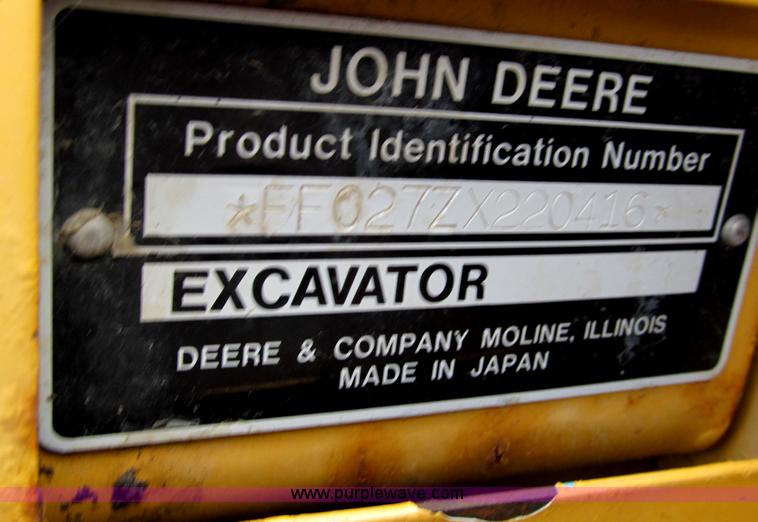 JOHN DEERE
Product Identification Number
*FF027ZX220416*
EXCAVATOR
DEERE & COMPANY MOLINE, ILLINOIS
MADE IN JAPAN
www.purplewave.com